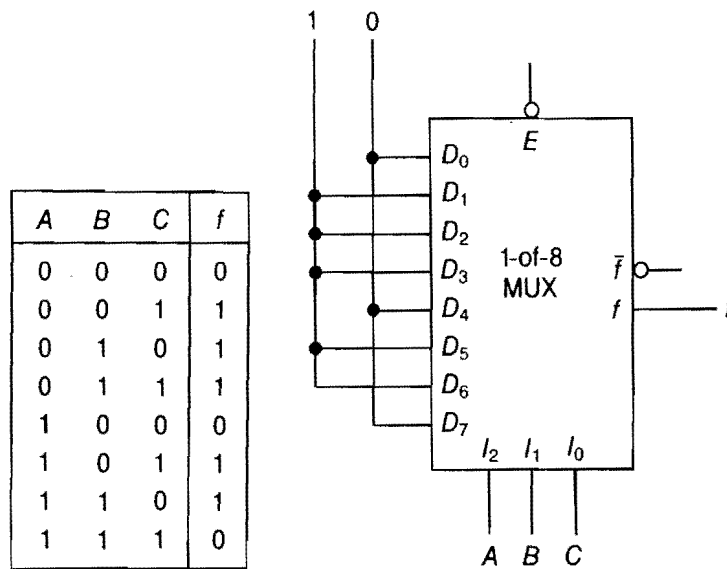 1 0
E
D₀
D₁
D₂
D₃
D₄
D₅
D₆
D₇
1-of-8
MUX
f̅
f
I₂ I₁ I₀
A B C
A B C f
0 0 0 0
0 0 1 1
0 1 0 1
0 1 1 1
1 0 0 0
1 0 1 1
1 1 0 1
1 1 1 0